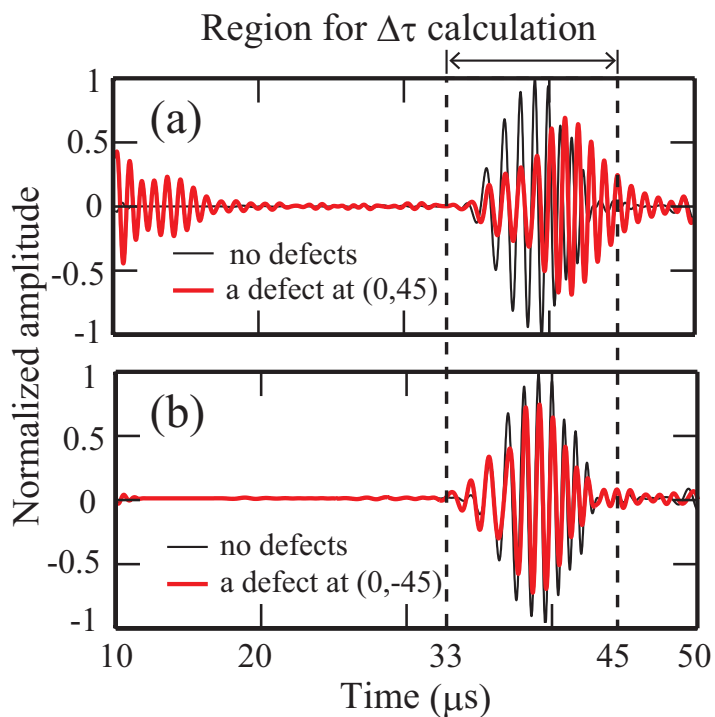 Region for Δτ calculation
Normalized amplitude
1
0.5
0
-0.5
-1
(a)
no defects
a defect at (0,45)
1
0.5
0
-0.5
-1
(b)
no defects
a defect at (0,-45)
10
20
33
45
50
Time (μs)